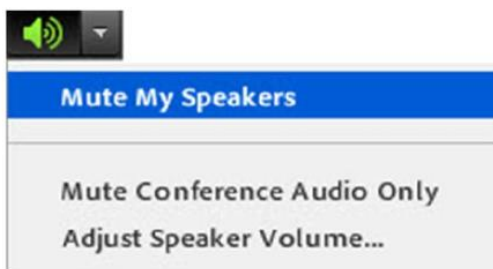 Mute My Speakers
Mute Conference Audio Only
Adjust Speaker Volume...